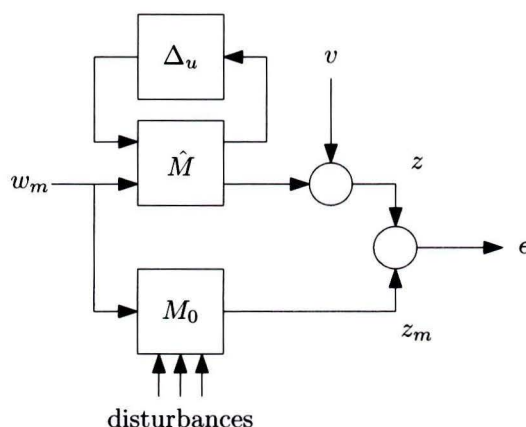 Δ_u
v
M̂
w_m
z
e
M_0
z_m
disturbances